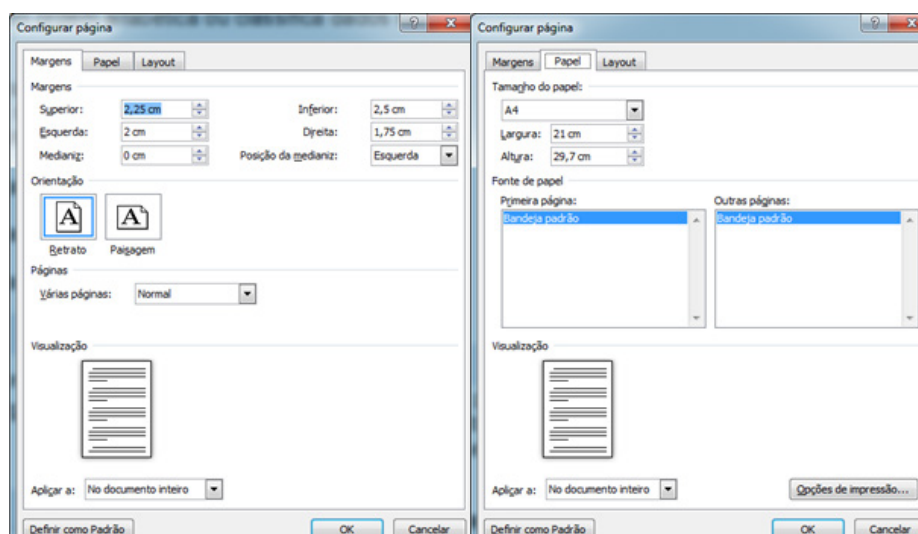 Configurar página
Margens Papel Layout
Margens
Superior: 2,25 cm Inferior: 2,5 cm
Esquerda: 2 cm Direita: 1,75 cm
Medianiz: 0 cm Posição da medianiz: Esquerda
Orientação
A A
Retrato Paisagem
Páginas
Várias páginas: Normal
Visualização
Aplicar a: No documento inteiro
Definir como Padrão OK Cancelar
Configurar página
Margens Papel Layout
Tamanho do papel:
A4
Largura: 21 cm
Altura: 29,7 cm
Fonte de papel
Primeira página: Outras páginas:
Bandeja padrão Bandeja padrão
Visualização
Aplicar a: No documento inteiro Opções de impressão...
Definir como Padrão OK Cancelar